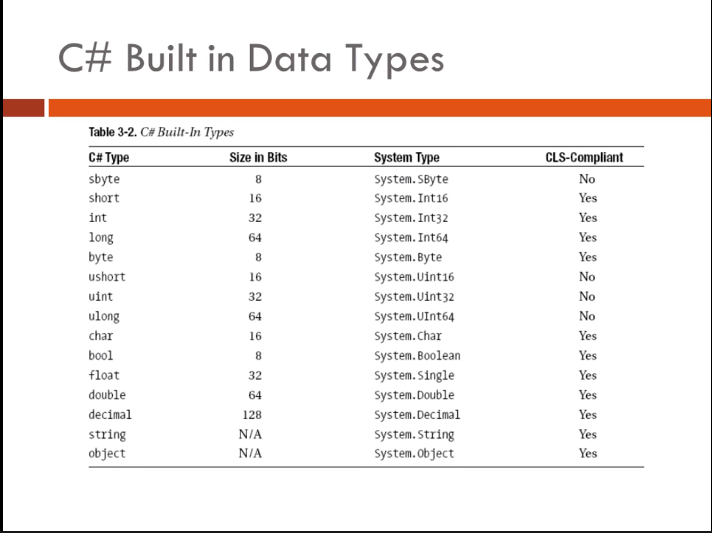 C# Built in Data Types
Table 3-2. C# Built-In Types
C# Type Size in Bits System Type CLS-Compliant
sbyte 8 System.SByte No
short 16 System.Int16 Yes
int 32 System.Int32 Yes
long 64 System.Int64 Yes
byte 8 System.Byte Yes
ushort 16 System.Uint16 No
uint 32 System.Uint32 No
ulong 64 System.UInt64 No
char 16 System.Char Yes
bool 8 System.Boolean Yes
float 32 System.Single Yes
double 64 System.Double Yes
decimal 128 System.Decimal Yes
string N/A System.String Yes
object N/A System.Object Yes